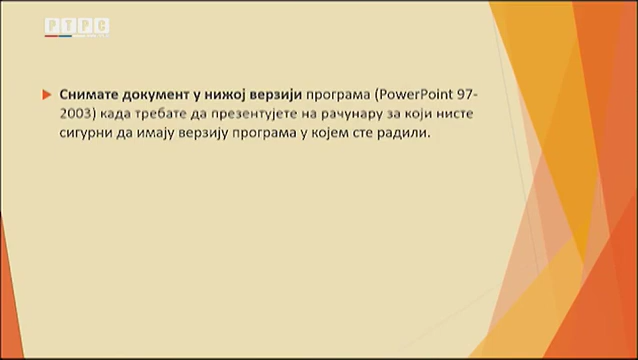 РТРС
Снимате документ у нижој верзији програма (PowerPoint 97-
2003) када требате да презентујете на рачунару за који нисте
сигурни да имају верзију програма у којем сте радили.